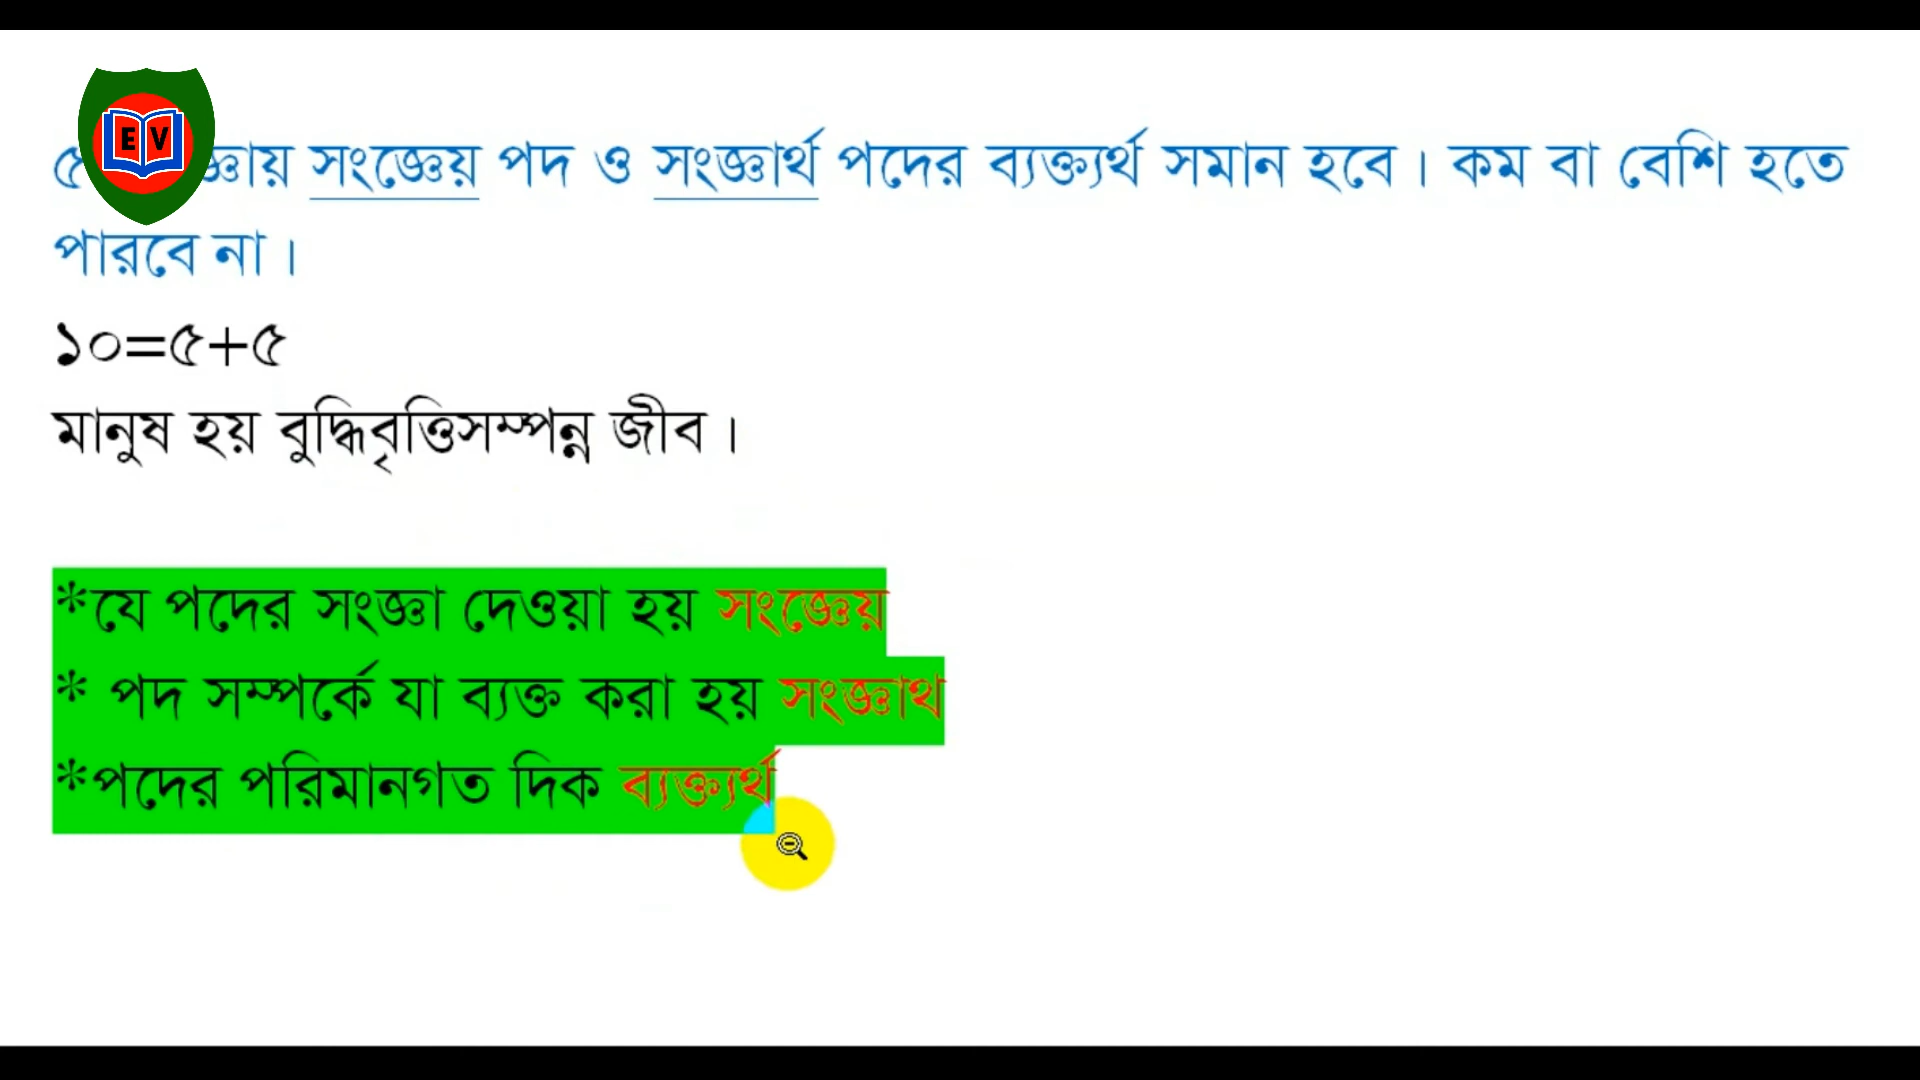 ৫ জ্ঞায় সংজ্ঞেয় পদ ও সংজ্ঞার্থ পদের ব্যক্ত্যর্থ সমান হবে। কম বা বেশি হতে
পারবে না।
১০=৫+৫
মানুষ হয় বুদ্ধিবৃত্তিসম্পন্ন জীব।
*যে পদের সংজ্ঞা দেওয়া হয় সংজ্ঞেয়
* পদ সম্পর্কে যা ব্যক্ত করা হয় সংজ্ঞাথ
*পদের পরিমানগত দিক ব্যক্ত্যর্থ
E V